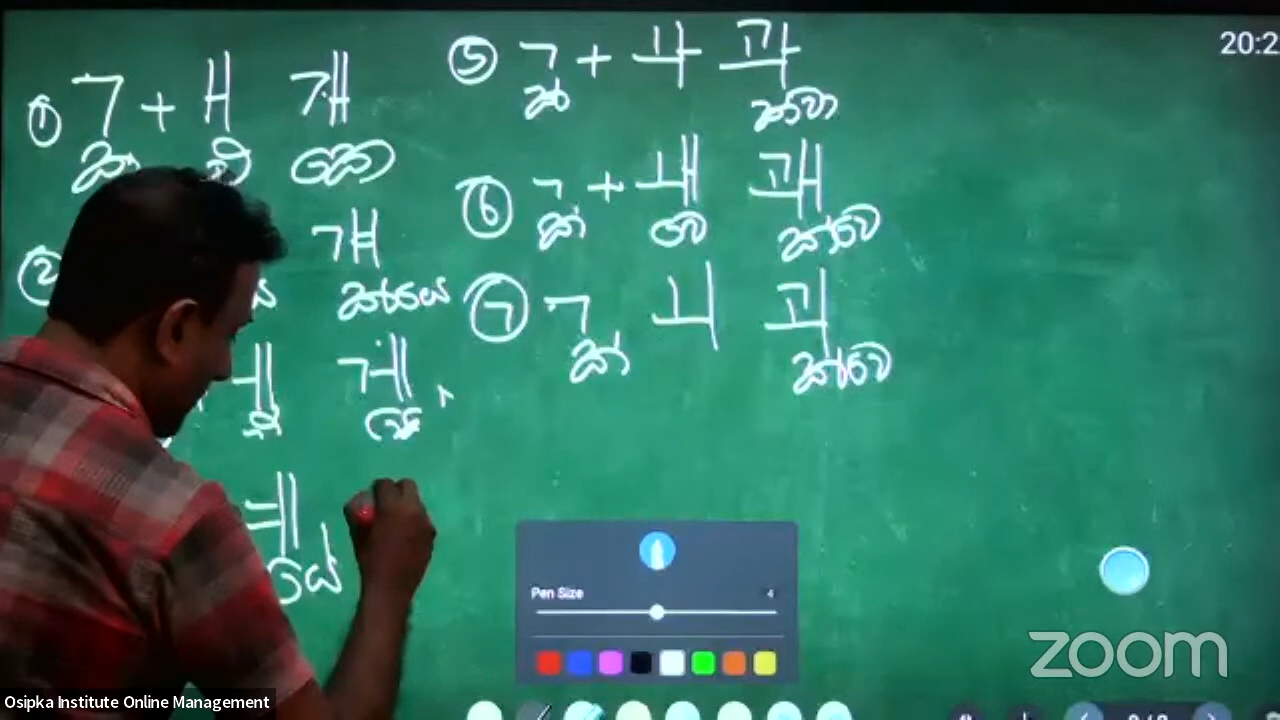 ① ㄱ + ㅐ 개
ක් එ කෙ
②
걔
ක්යෙ
ㅔ 게
ㅖ
යේ
⑤ ㄱ + ㅘ 과
ක් ක්වා
⑥ ㄱ + ㅙ 괘
ක් වෙ ක්වෙ
⑦ ㄱ ㅚ 괴
ක් ක්වෙ
20:2
Pen Size 4
zoom
Osipka Institute Online Management